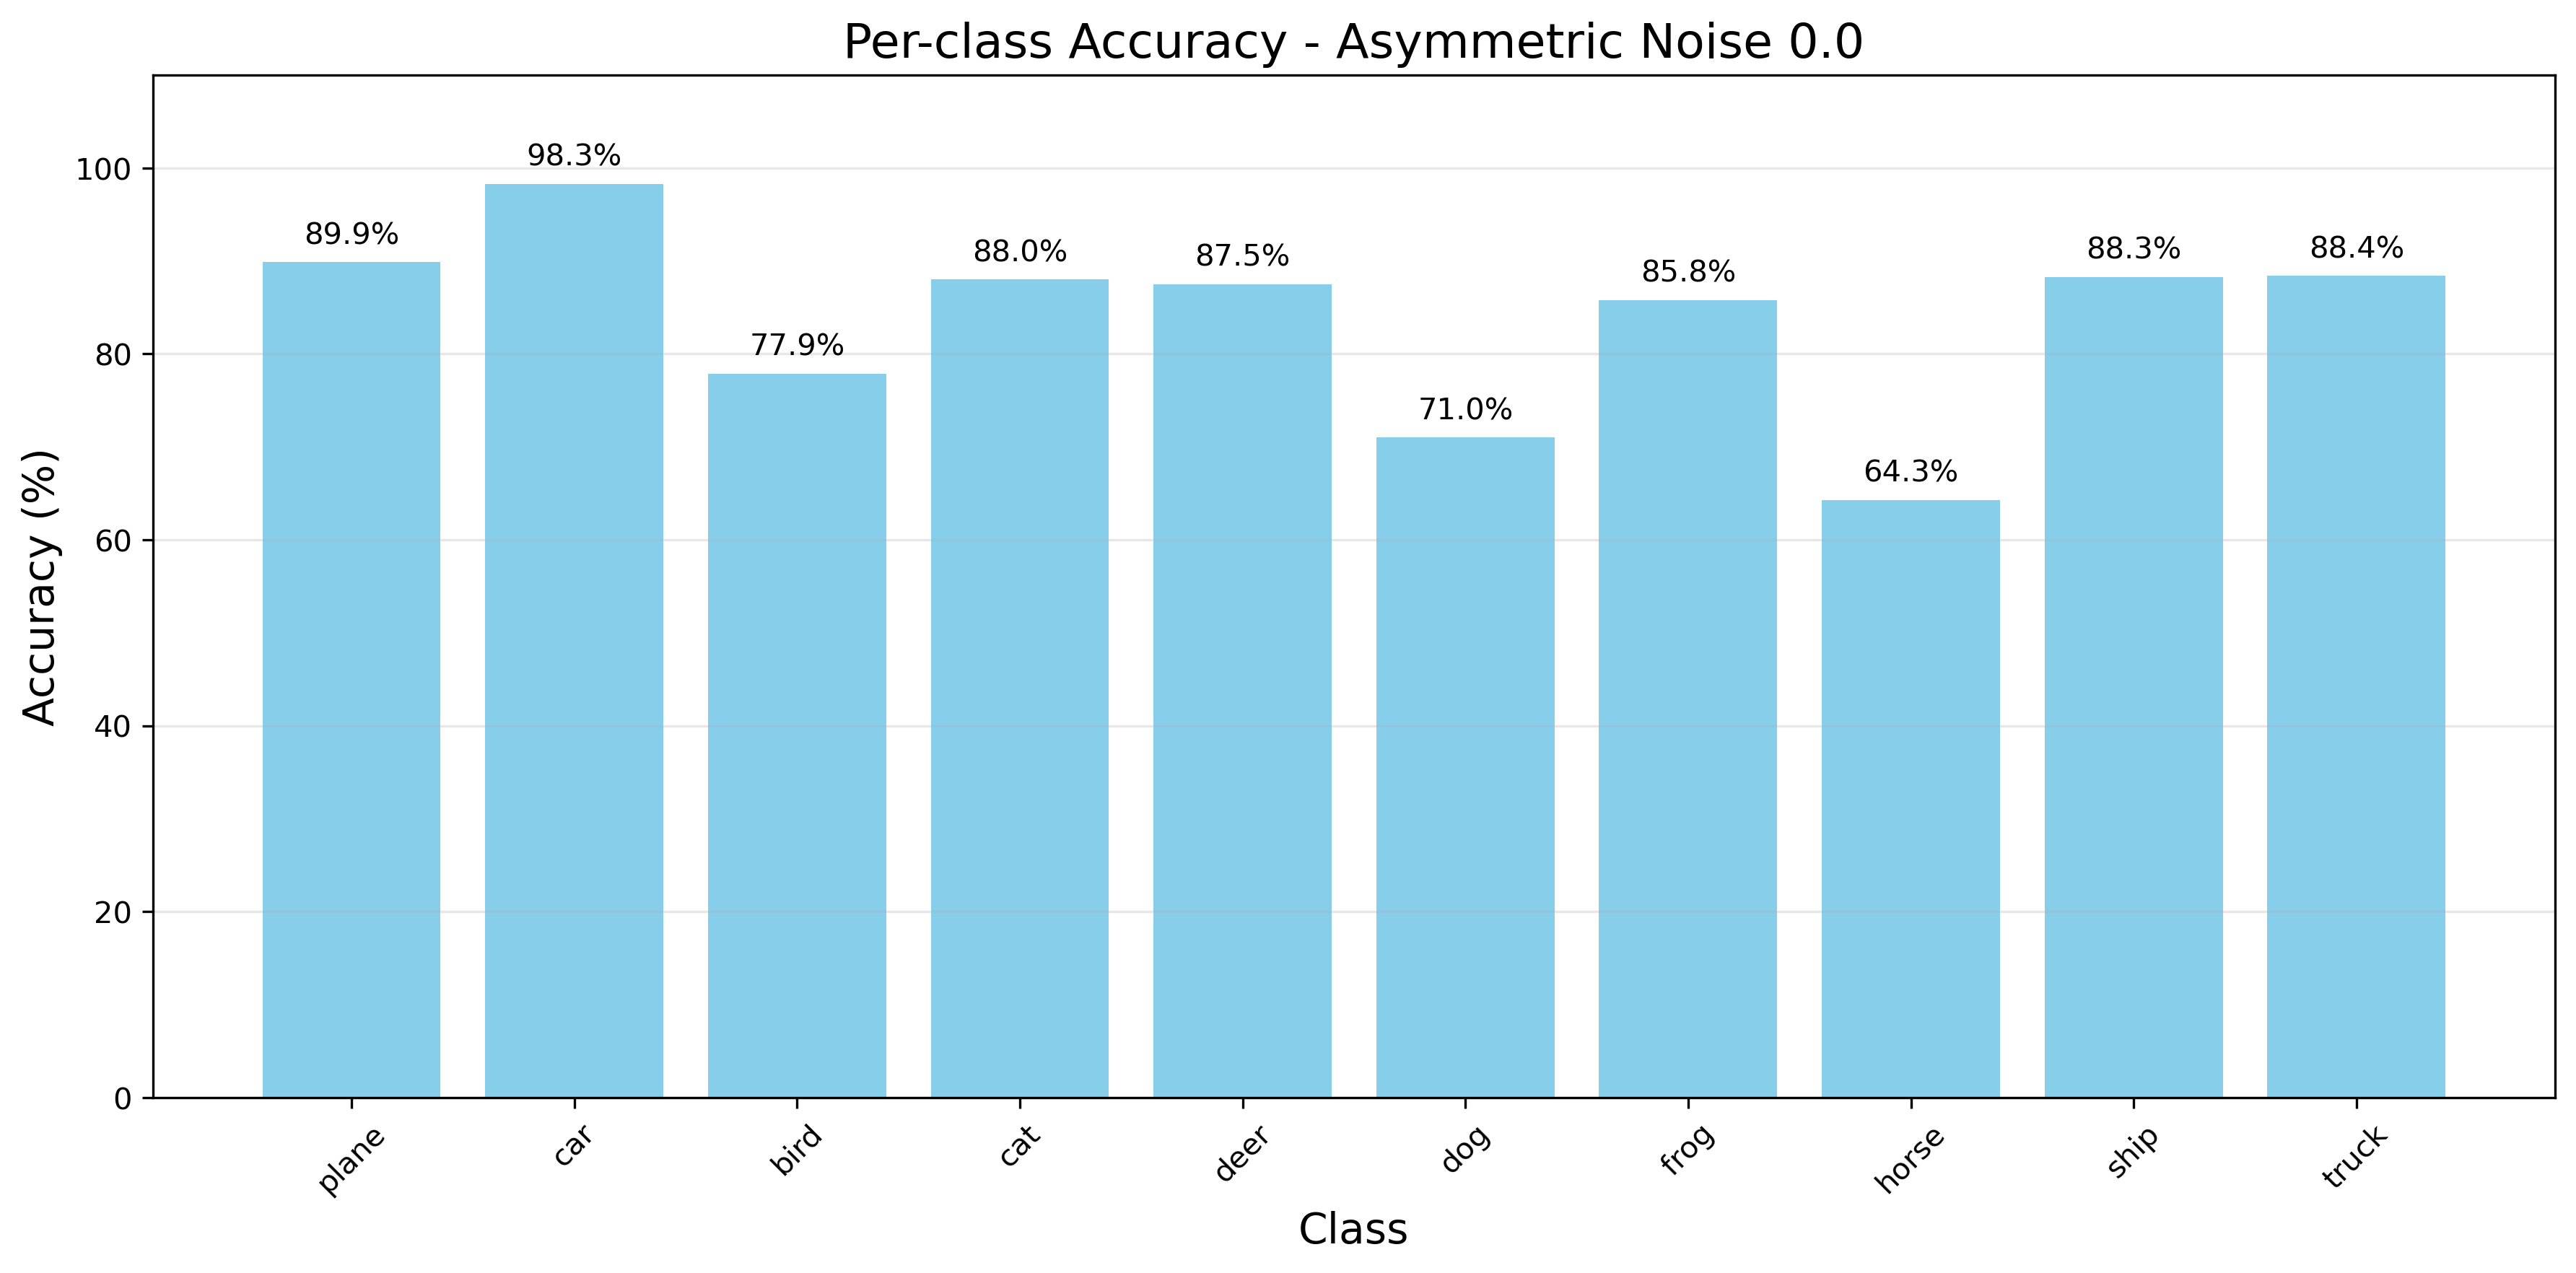 Per-class Accuracy - Asymmetric Noise 0.0
Accuracy (%)
100
80
60
40
20
0
89.9%
98.3%
77.9%
88.0%
87.5%
71.0%
85.8%
64.3%
88.3%
88.4%
plane
car
bird
cat
deer
dog
frog
horse
ship
truck
Class